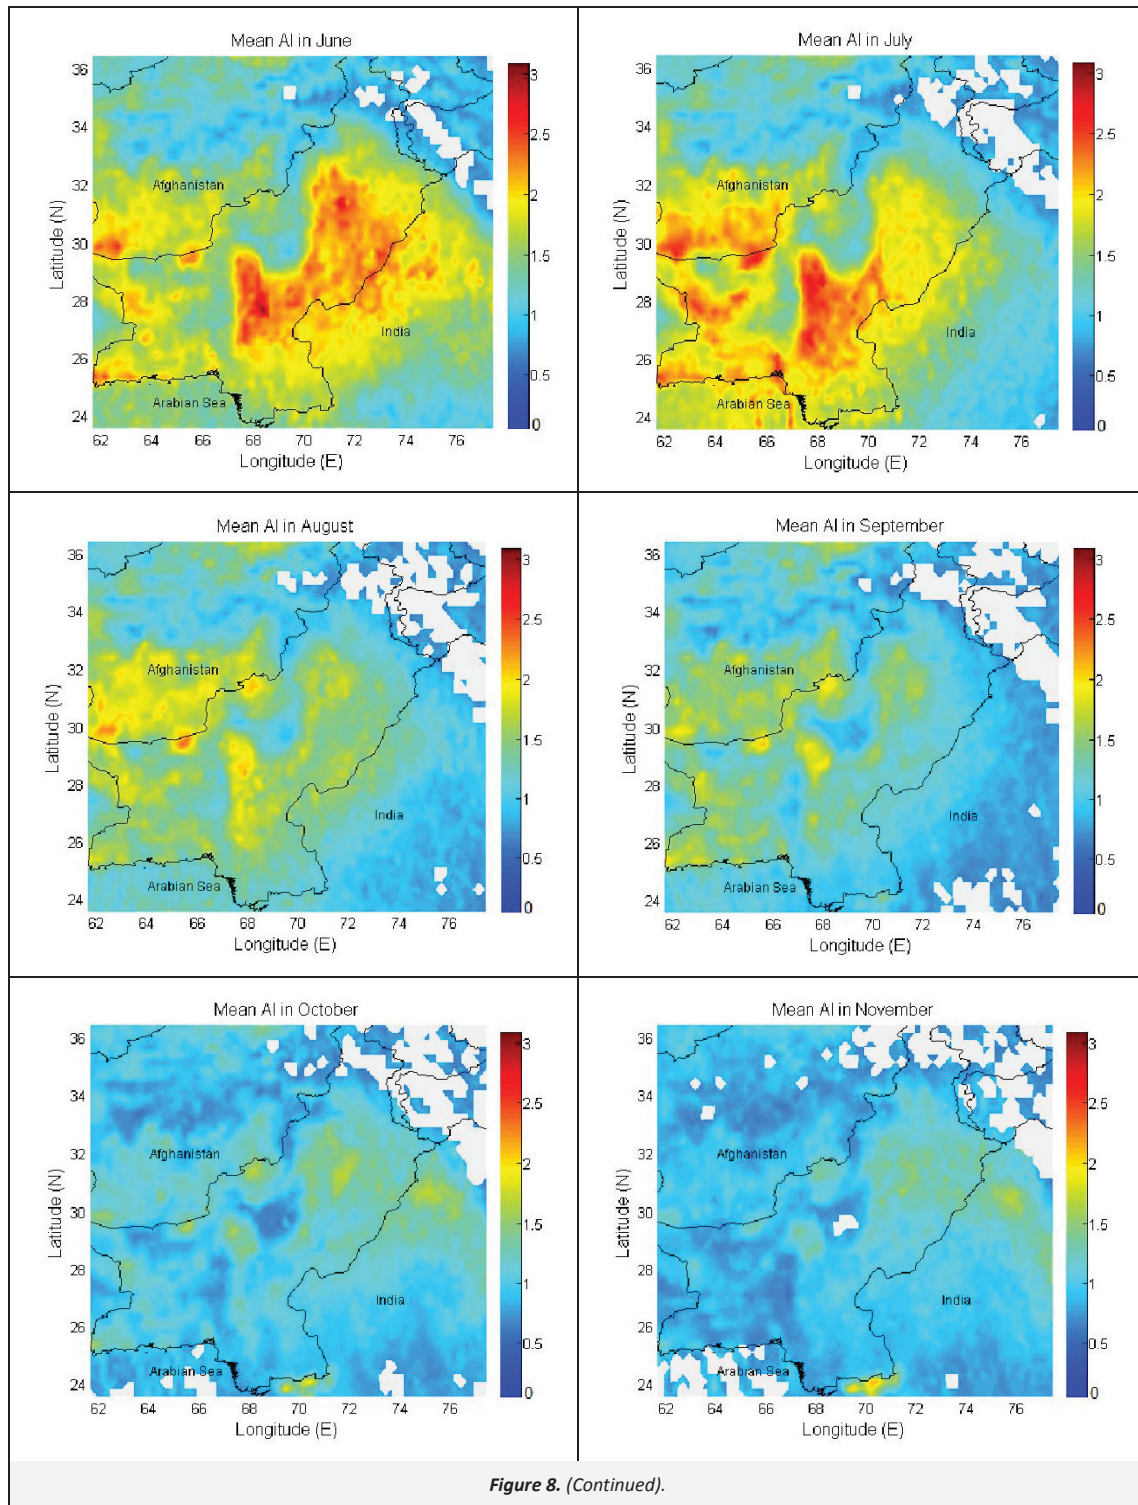 Mean AI in June
36
34
32
30
28
26
24
Latitude (N)
Afghanistan
India
Arabian Sea
62 64 66 68 70 72 74 76
Longitude (E)
3
2.5
2
1.5
1
0.5
0
Mean AI in July
36
34
32
30
28
26
24
Latitude (N)
Afghanistan
India
Arabian Sea
62 64 66 68 70 72 74 76
Longitude (E)
3
2.5
2
1.5
1
0.5
0
Mean AI in August
36
34
32
30
28
26
24
Latitude (N)
Afghanistan
India
Arabian Sea
62 64 66 68 70 72 74 76
Longitude (E)
3
2.5
2
1.5
1
0.5
0
Mean AI in September
36
34
32
30
28
26
24
Latitude (N)
Afghanistan
India
Arabian Sea
62 64 66 68 70 72 74 76
Longitude (E)
3
2.5
2
1.5
1
0.5
0
Mean AI in October
36
34
32
30
28
26
24
Latitude (N)
Afghanistan
India
Arabian Sea
62 64 66 68 70 72 74 76
Longitude (E)
3
2.5
2
1.5
1
0.5
0
Mean AI in November
36
34
32
30
28
26
24
Latitude (N)
Afghanistan
India
Arabian Sea
62 64 66 68 70 72 74 76
Longitude (E)
3
2.5
2
1.5
1
0.5
0
Figure 8. (Continued).